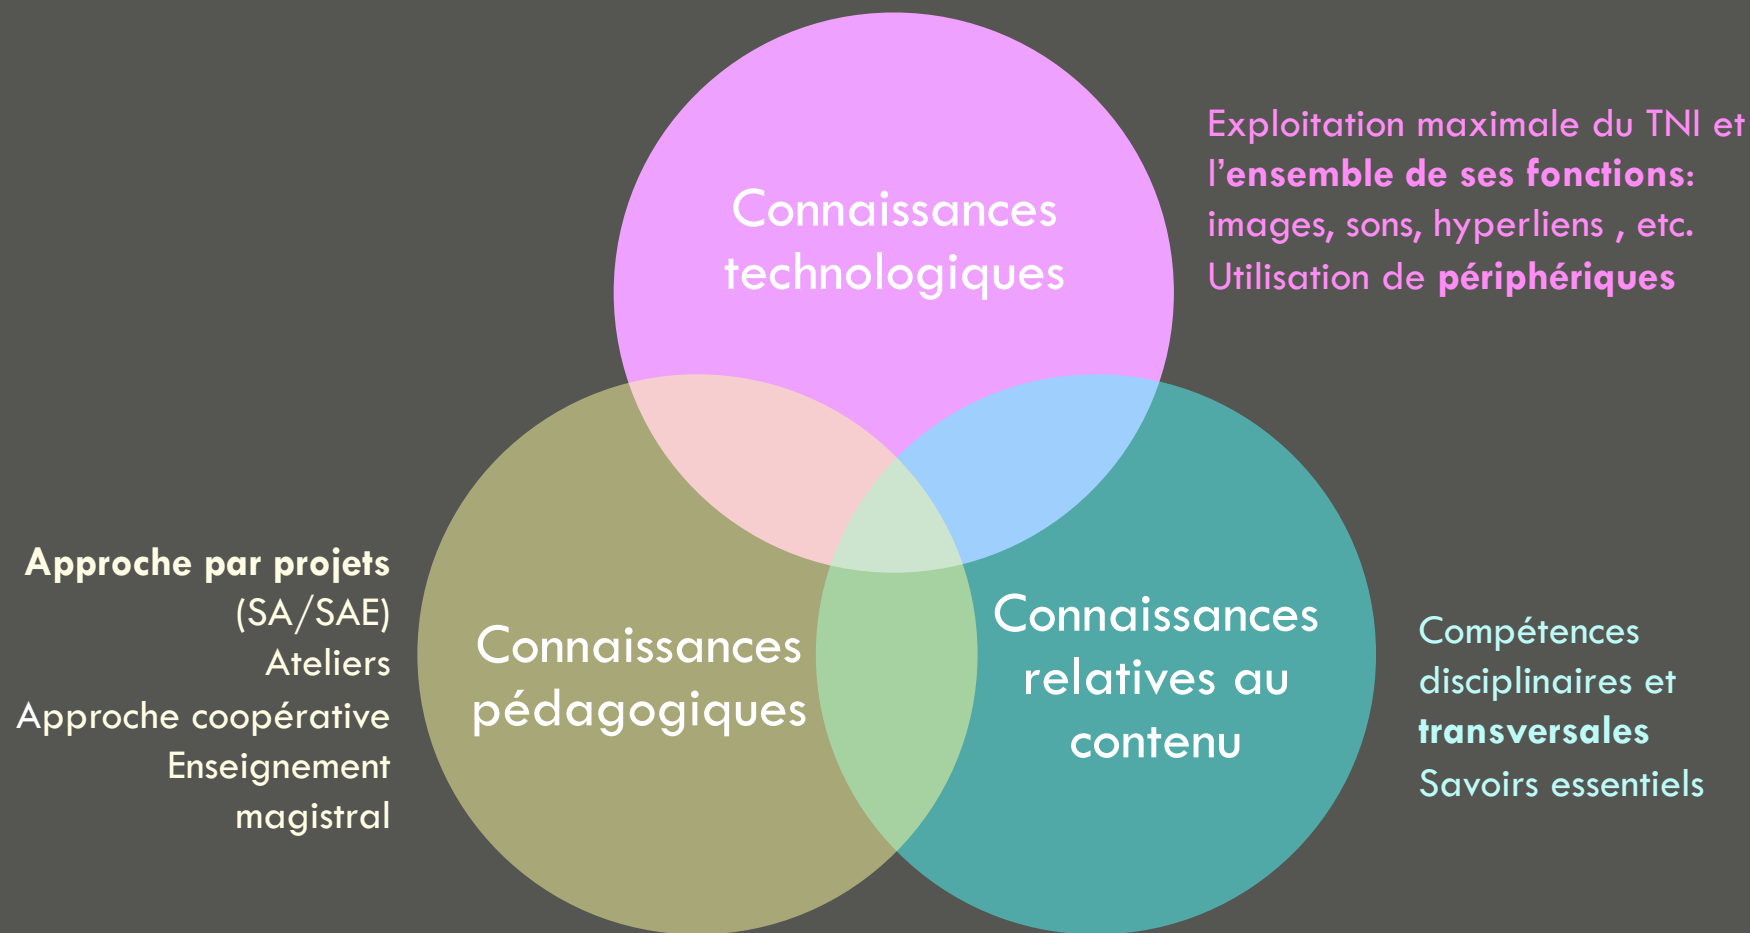 Connaissances
technologiques
Exploitation maximale du TNI et
l’ensemble de ses fonctions:
images, sons, hyperliens , etc.
Utilisation de périphériques
Approche par projets
(SA/SAE)
Ateliers
Approche coopérative
Enseignement
magistral
Connaissances
pédagogiques
Connaissances
relatives au
contenu
Compétences
disciplinaires et
transversales
Savoirs essentiels